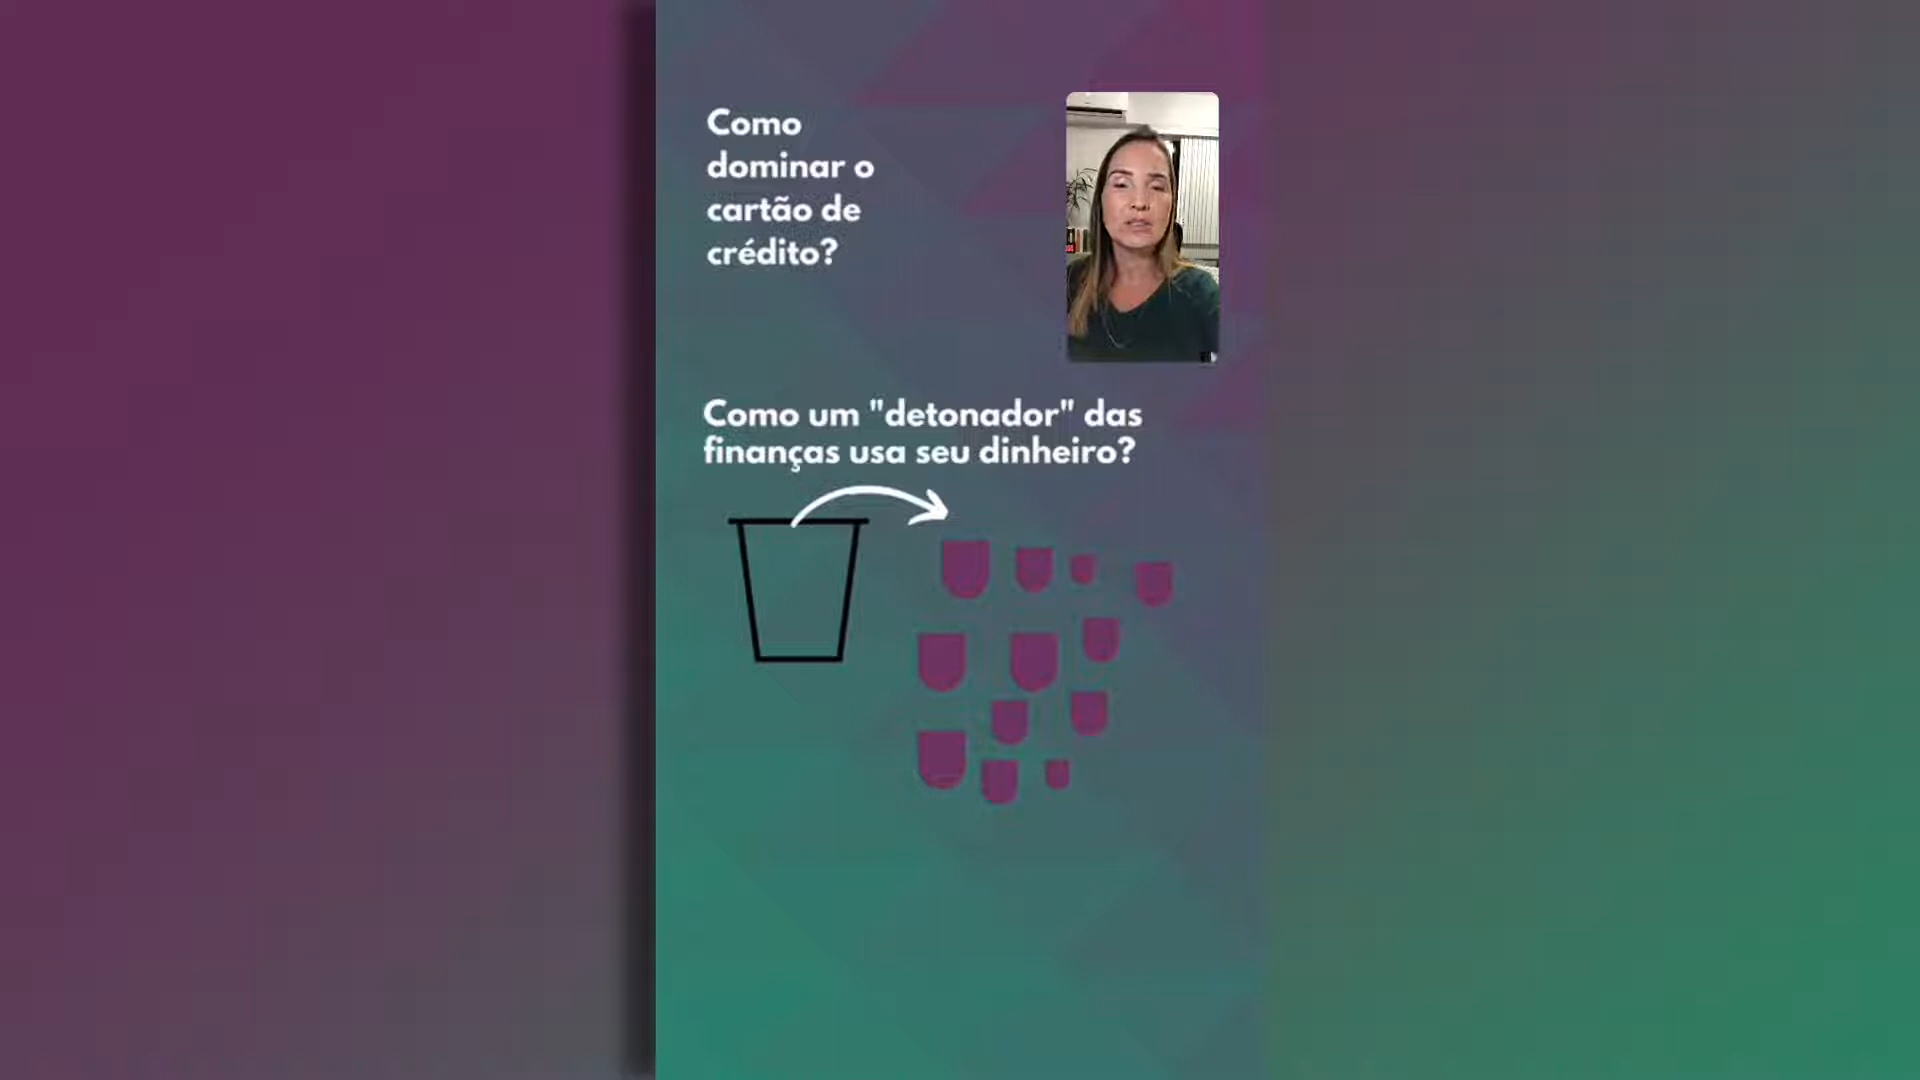 Como
dominar o
cartão de
crédito?
Como um "detonador" das
finanças usa seu dinheiro?